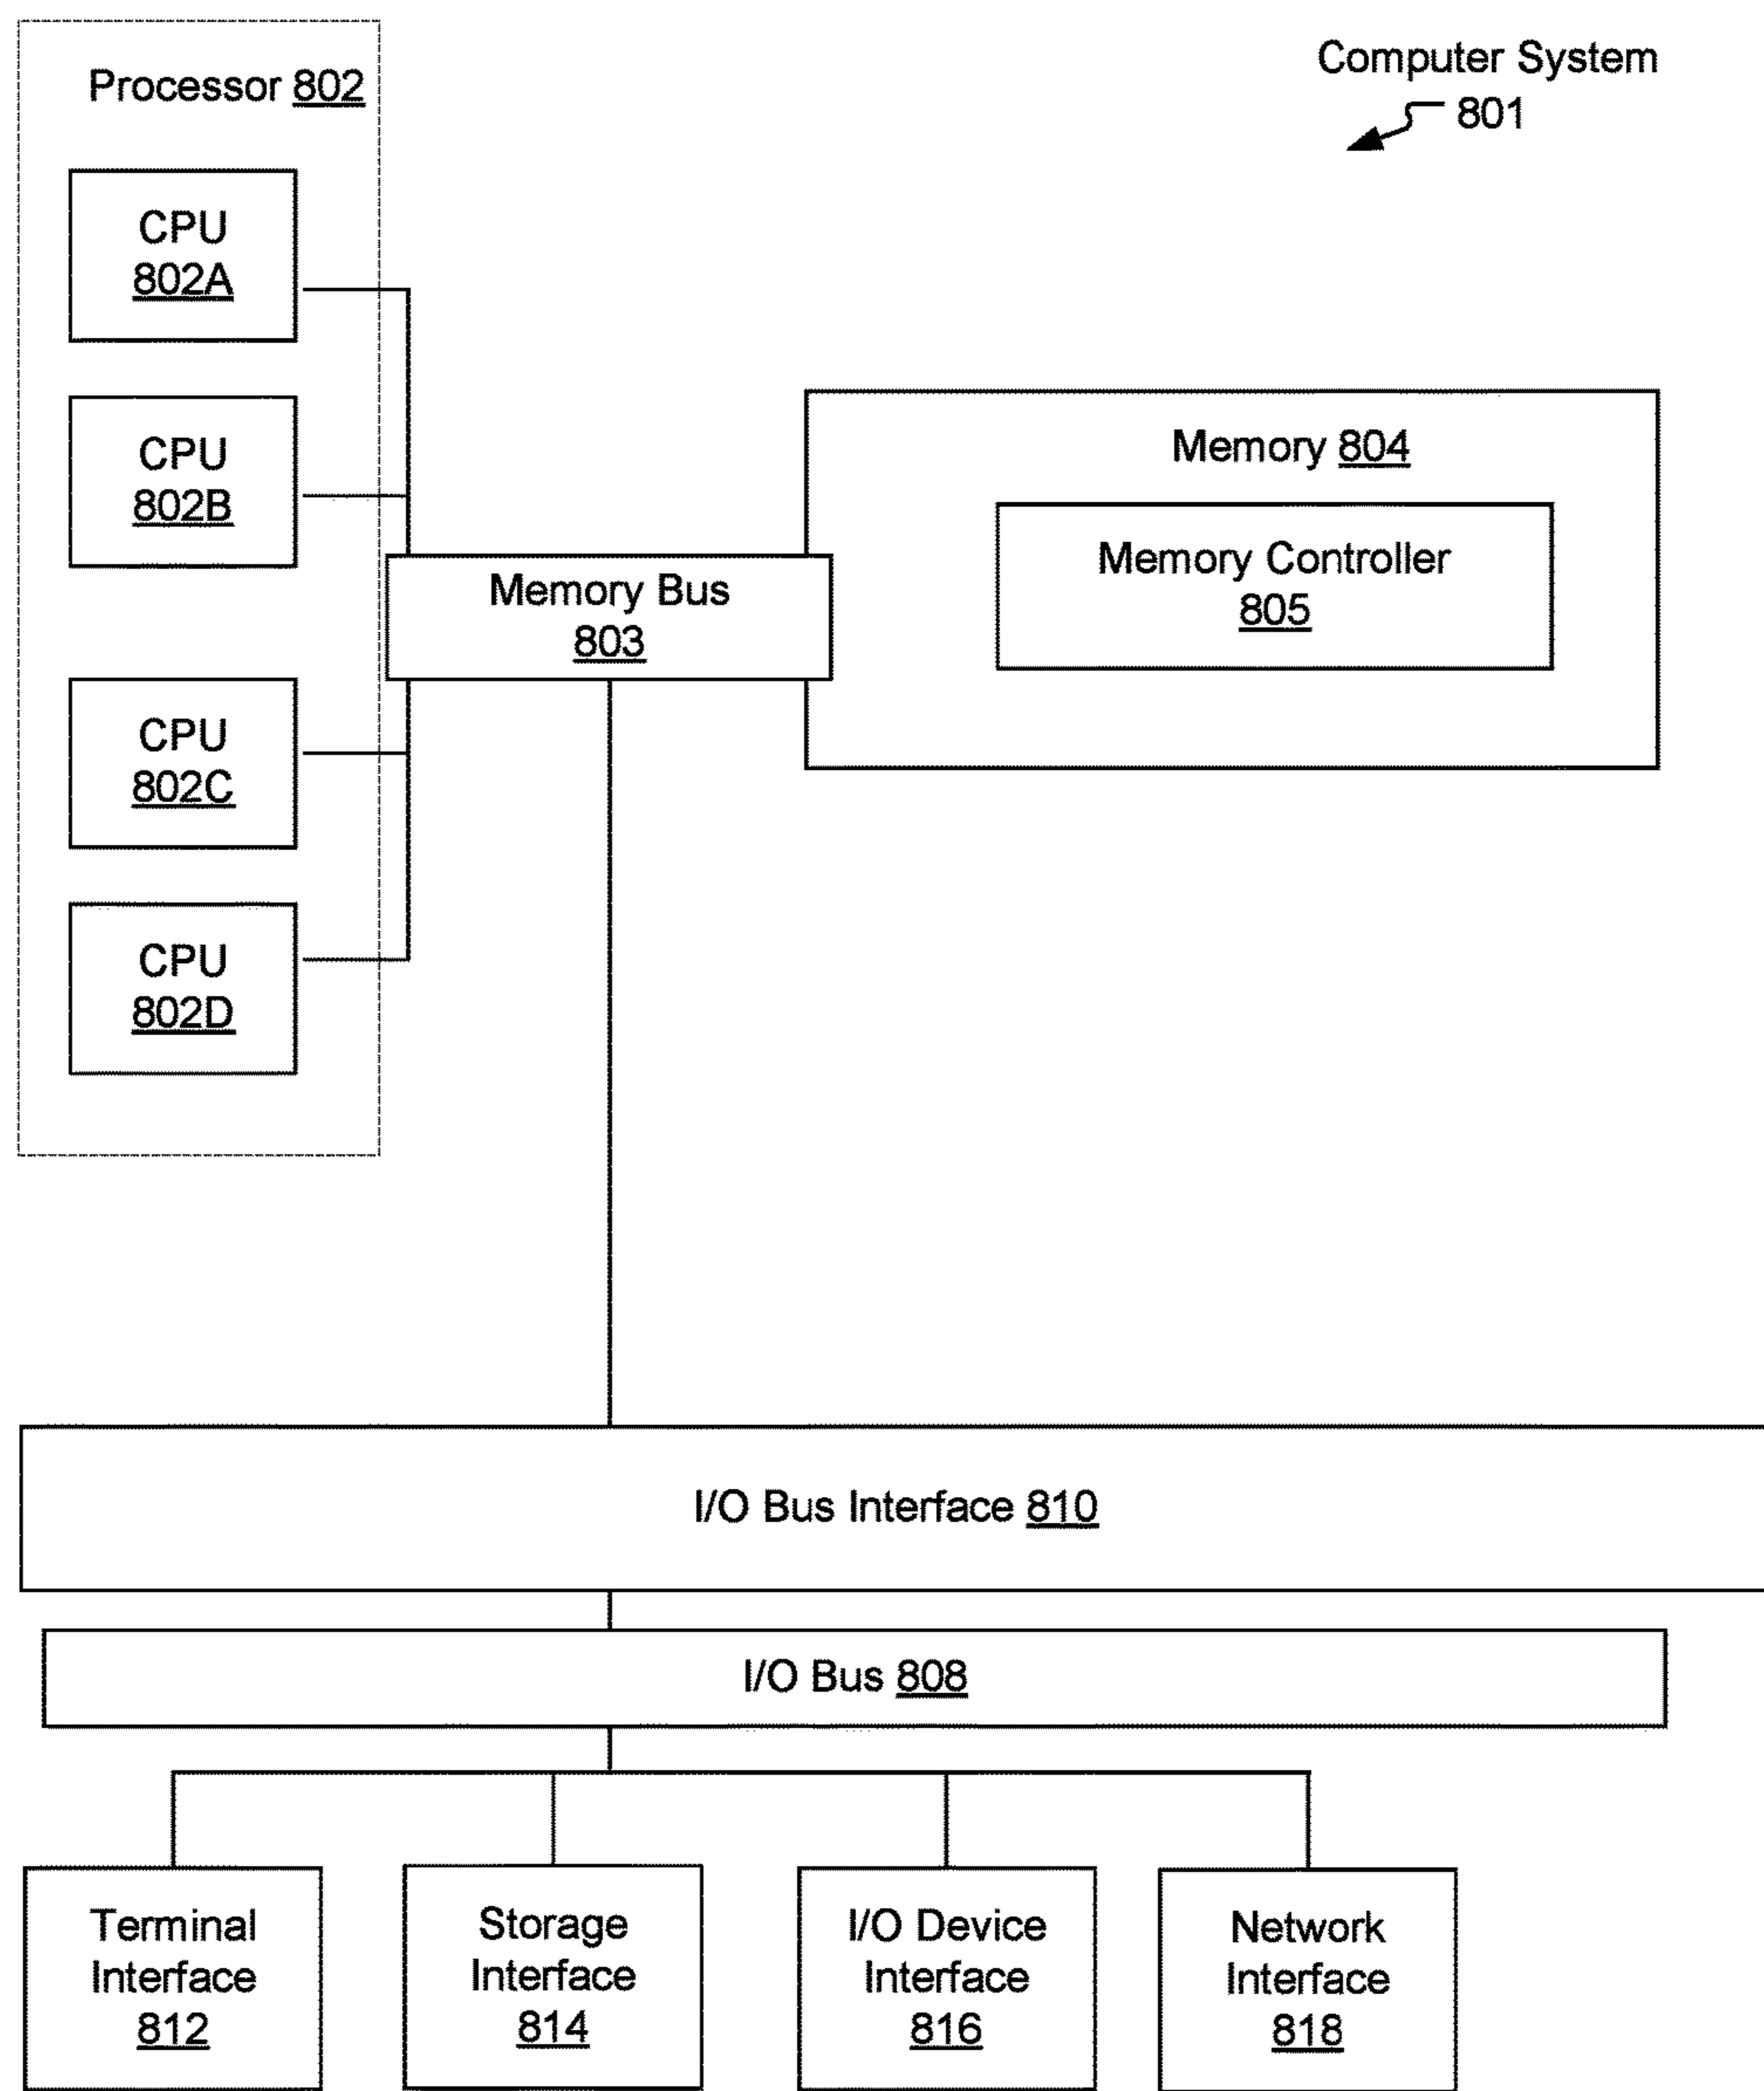 Computer System
801
Processor 802
CPU
802A
CPU
802B
CPU
802C
CPU
802D
Memory Bus
803
Memory 804
Memory Controller
805
I/O Bus Interface 810
I/O Bus 808
Terminal
Interface
812
Storage
Interface
814
I/O Device
Interface
816
Network
Interface
818